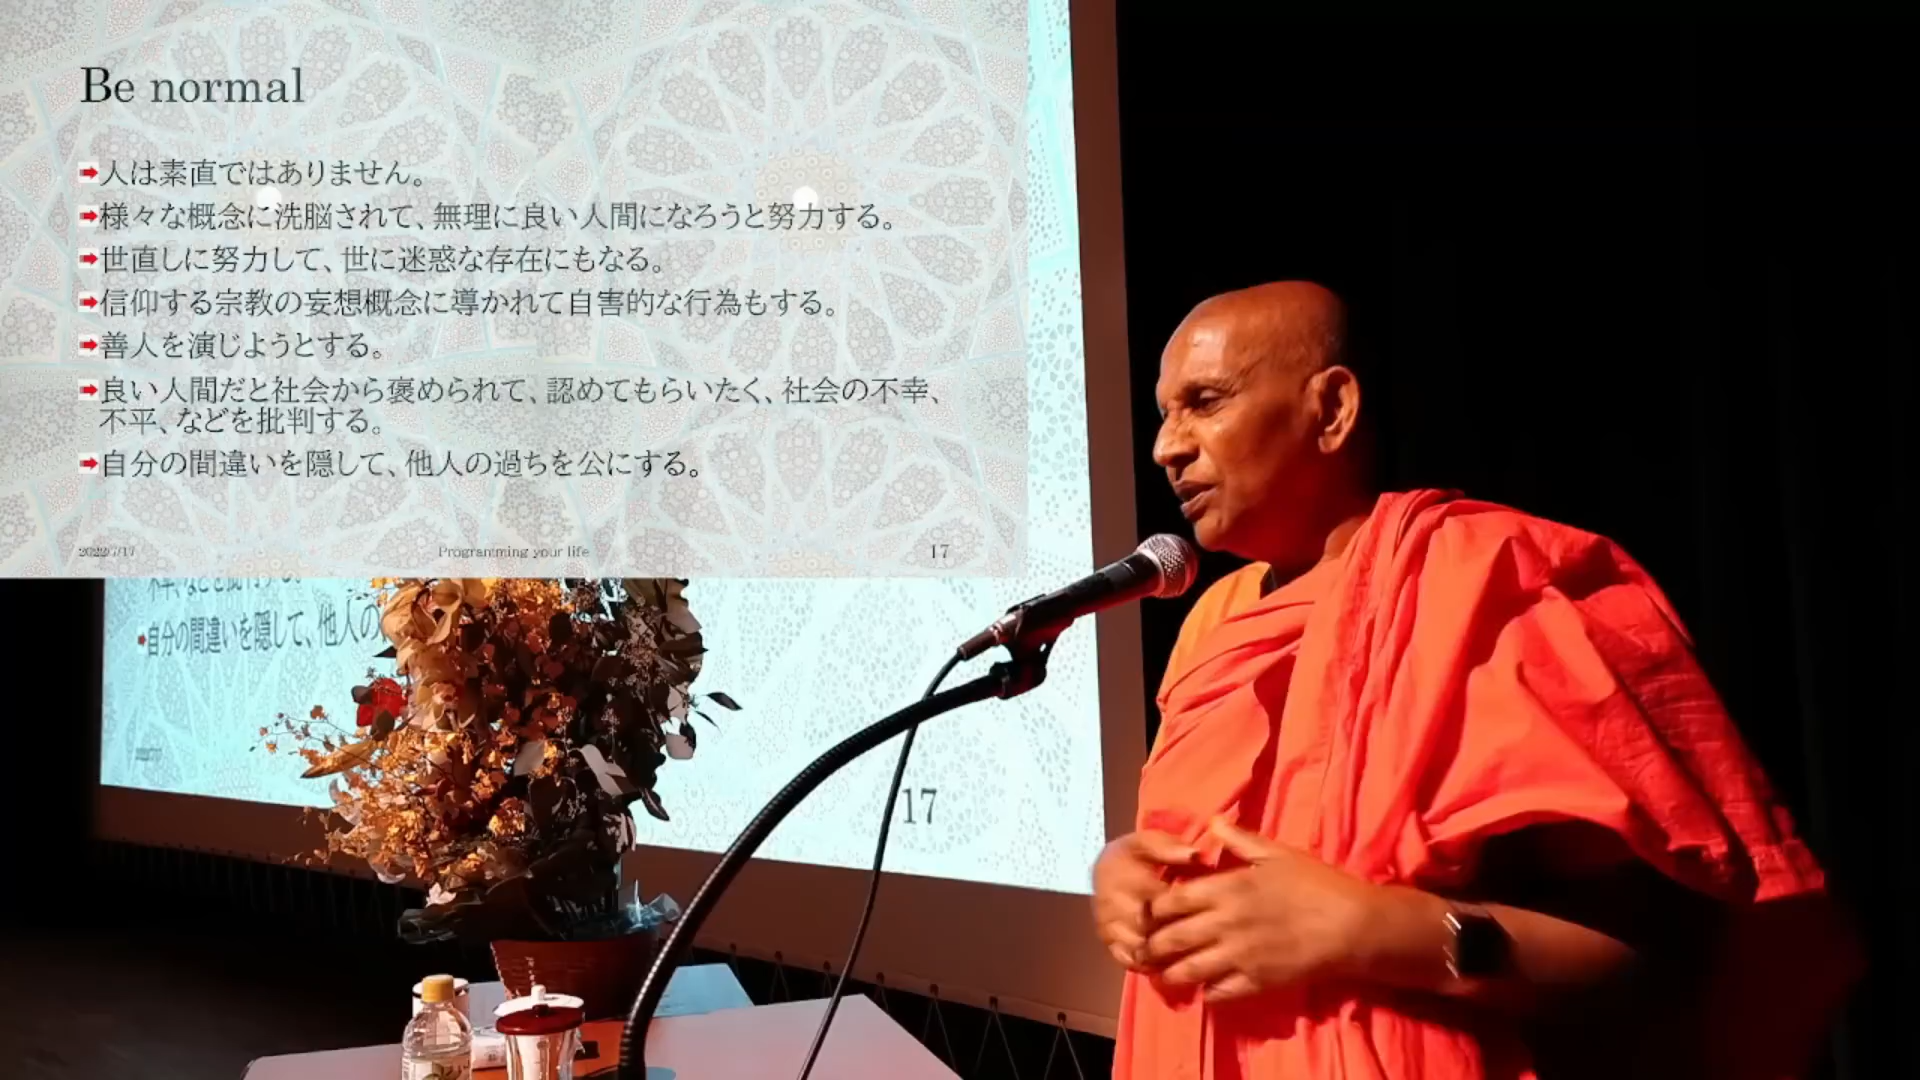 Be normal
人は素直ではありません。
様々な概念に洗脳されて、無理に良い人間になろうと努力する。
世直しに努力して、世に迷惑な存在にもなる。
信仰する宗教の妄想概念に導かれて自害的な行為もする。
善人を演じようとする。
良い人間だと社会から褒められて、認めてもらいたく、社会の不幸、
不平、などを批判する。
自分の間違いを隠して、他人の過ちを公にする。
2022/7/17
Programming your life
17
自分の間違いを隠して、他人の
17